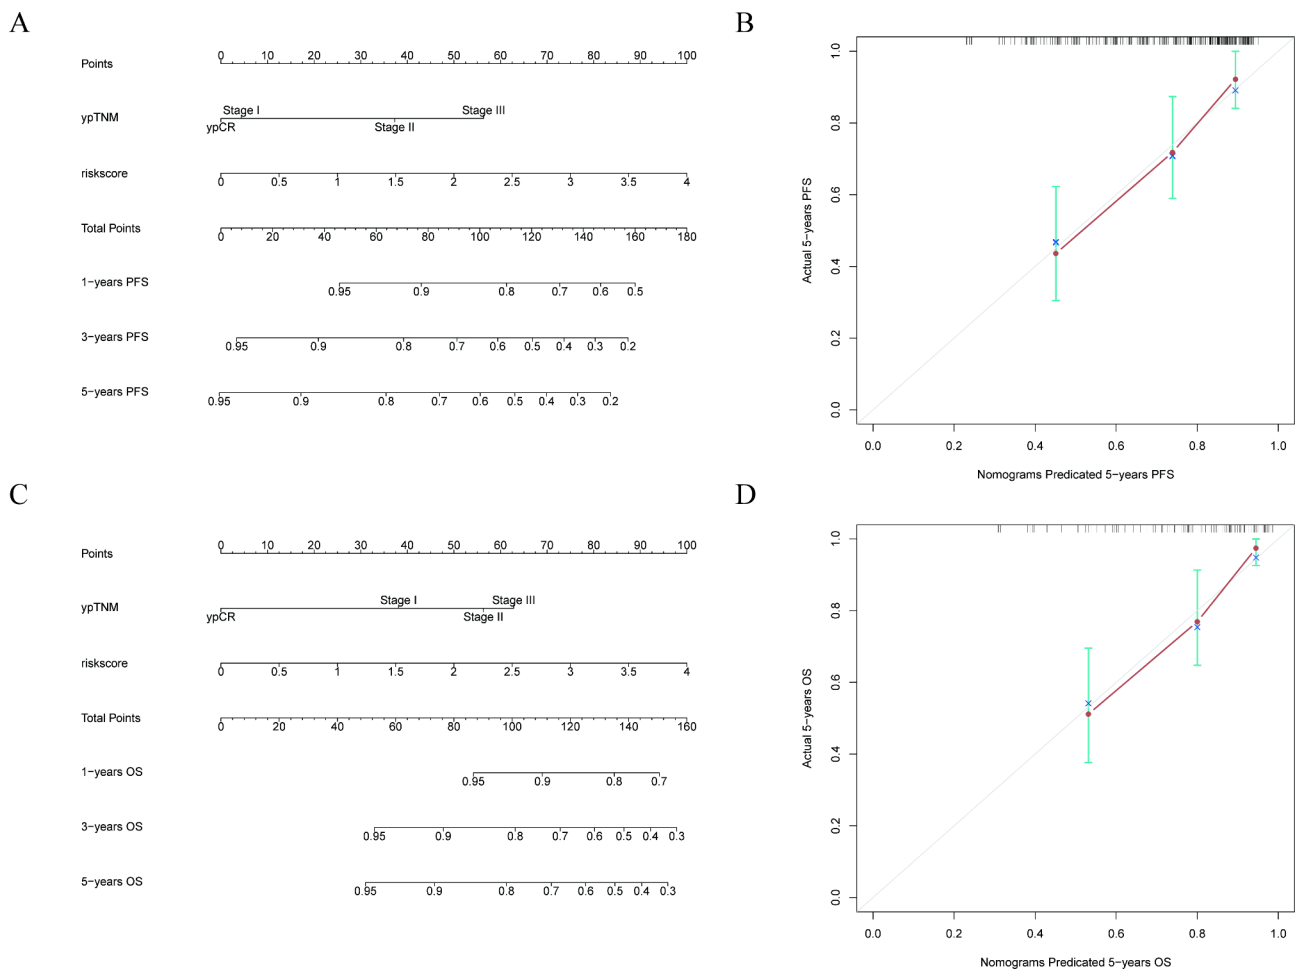 A
Points
0 10 20 30 40 50 60 70 80 90 100
ypTNM
Stage I Stage III
ypCR Stage II
riskscore
0 0.5 1 1.5 2 2.5 3 3.5 4
Total Points
0 20 40 60 80 100 120 140 160 180
1-years PFS
0.95 0.9 0.8 0.7 0.6 0.5
3-years PFS
0.95 0.9 0.8 0.7 0.6 0.5 0.4 0.3 0.2
5-years PFS
0.95 0.9 0.8 0.7 0.6 0.5 0.4 0.3 0.2
B
Actual 5-years PFS
1.0
0.8
0.6
0.4
0.2
0.0
0.0 0.2 0.4 0.6 0.8 1.0
Nomograms Predicated 5-years PFS
C
Points
0 10 20 30 40 50 60 70 80 90 100
ypTNM
Stage I Stage III
ypCR Stage II
riskscore
0 0.5 1 1.5 2 2.5 3 3.5 4
Total Points
0 20 40 60 80 100 120 140 160
1-years OS
0.95 0.9 0.8 0.7
3-years OS
0.95 0.9 0.8 0.7 0.6 0.5 0.4 0.3
5-years OS
0.95 0.9 0.8 0.7 0.6 0.5 0.4 0.3
D
Actual 5-years OS
1.0
0.8
0.6
0.4
0.2
0.0
0.0 0.2 0.4 0.6 0.8 1.0
Nomograms Predicated 5-years OS